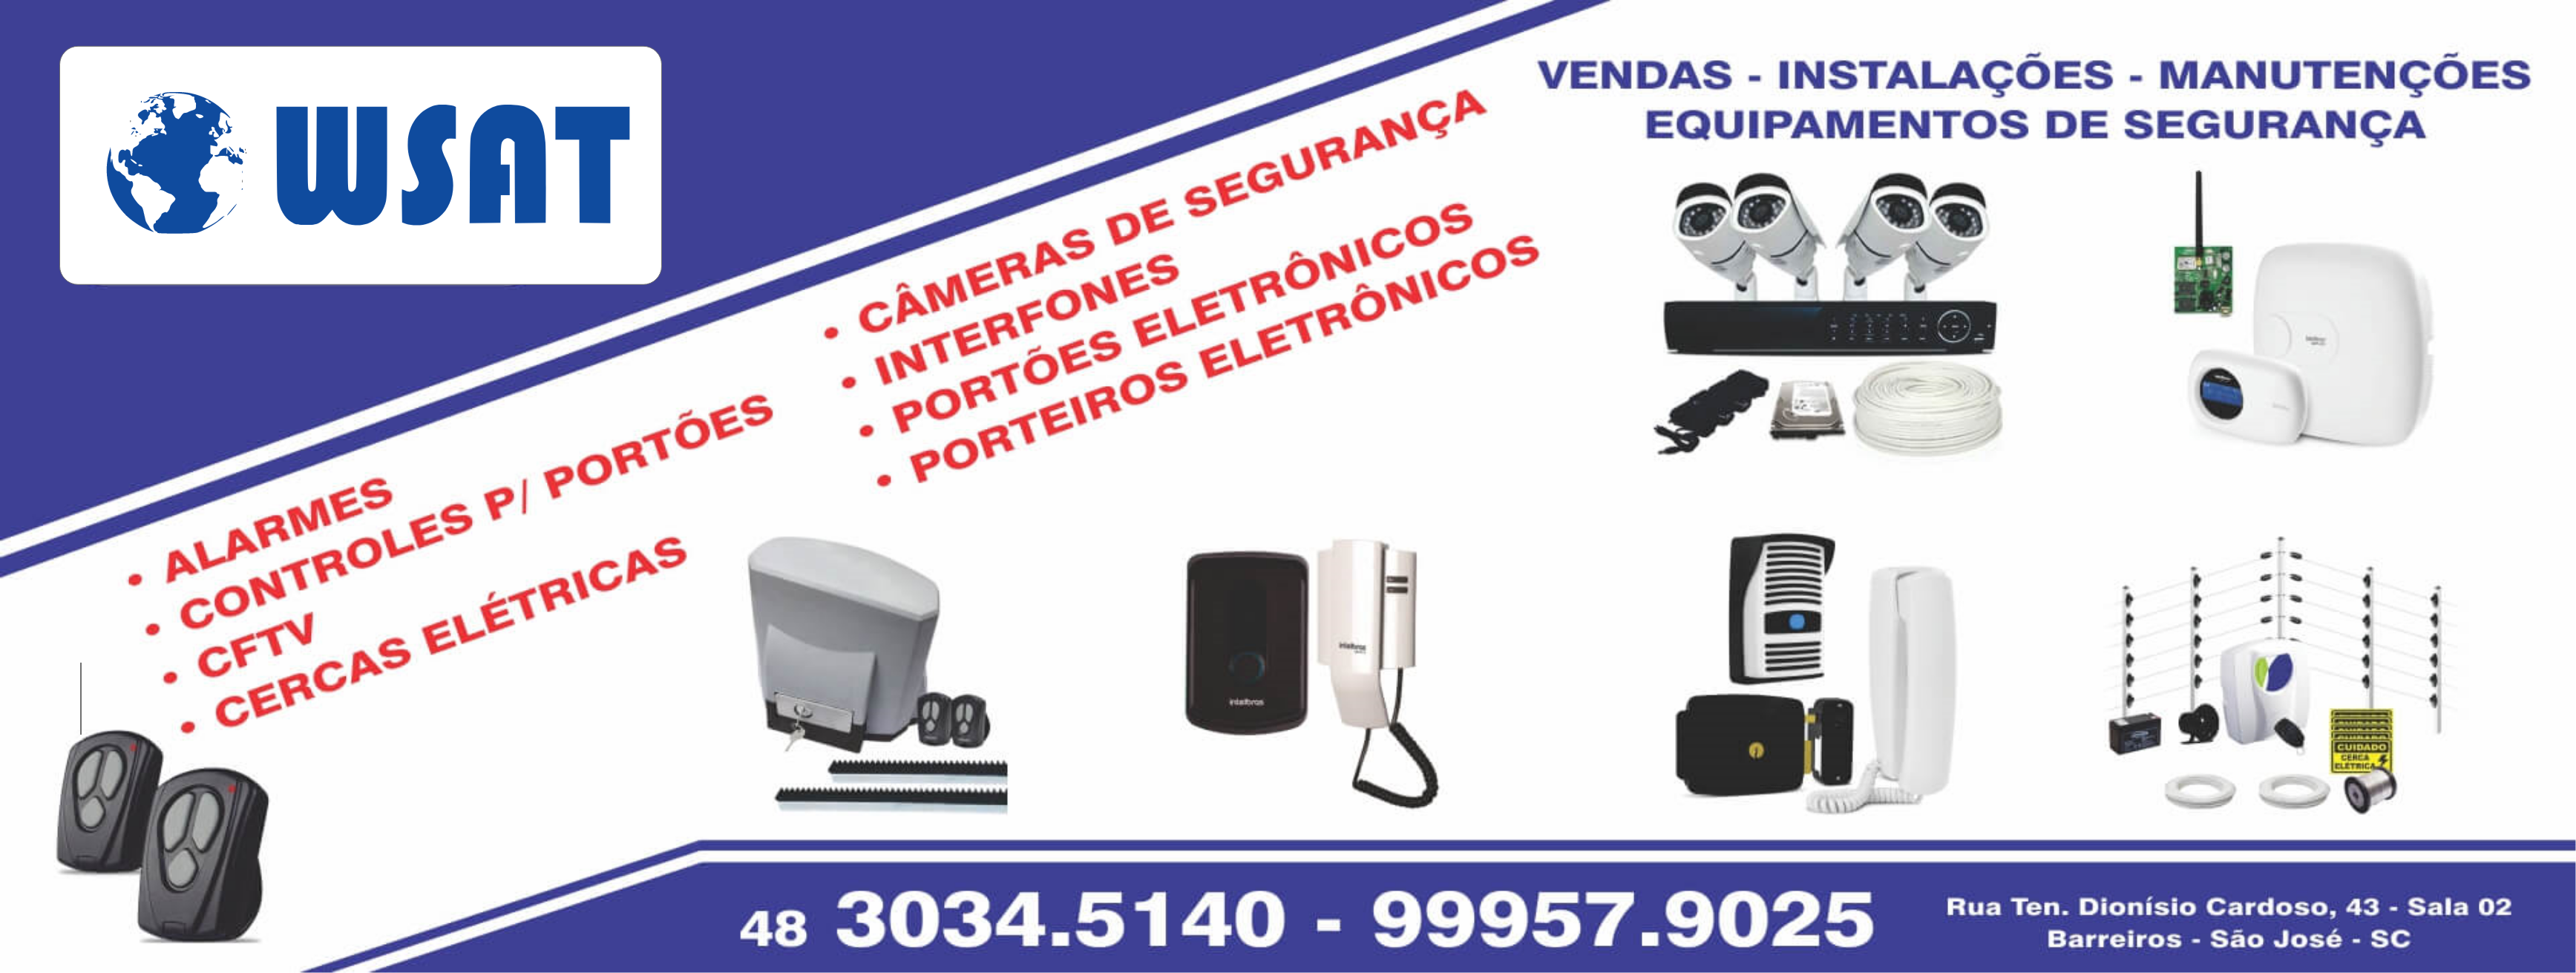 WSAT
VENDAS - INSTALAÇÕES - MANUTENÇÕES
EQUIPAMENTOS DE SEGURANÇA
• CÂMERAS DE SEGURANÇA
• INTERFONES
• PORTÕES ELETRÔNICOS
• PORTEIROS ELETRÔNICOS
• ALARMES
• CONTROLES P/ PORTÕES
• CFTV
• CERCAS ELÉTRICAS
intelbras
intelbras
CUIDADO
CERCA
ELÉTRICA
48 3034.5140 - 99957.9025
Rua Ten. Dionísio Cardoso, 43 - Sala 02
Barreiros - São José - SC